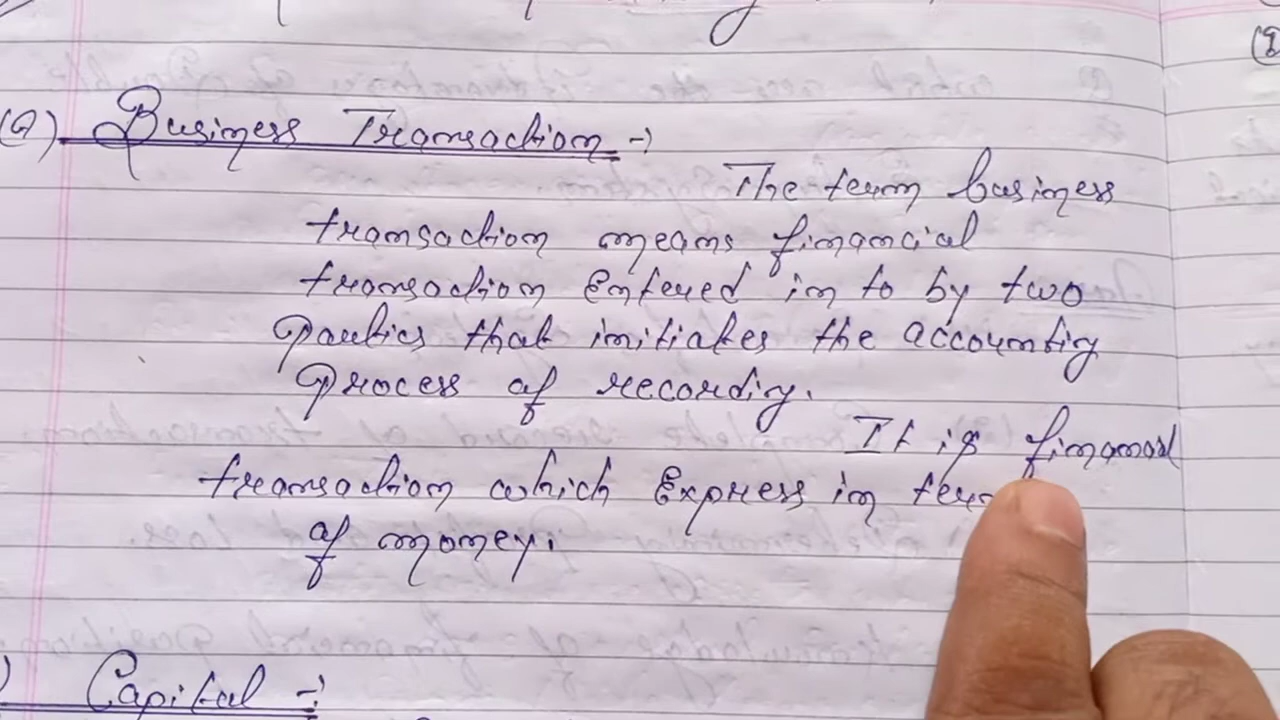 (a) Business Transaction :-
The term business
transaction means financial
transaction Entered in to by two
parties that initiates the accounting
Process of recording.
It is financial
transaction which Express in
of money.
Capital :-